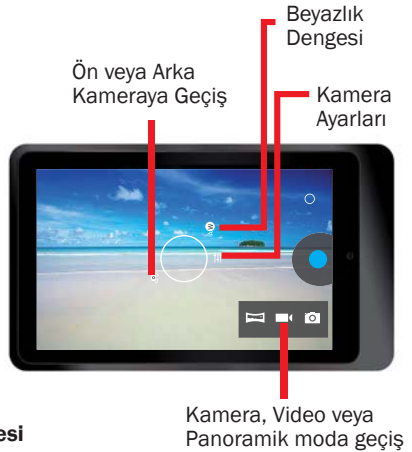 Beyazlık
Dengesi
Ön veya Arka
Kameraya Geçiş
Kamera
Ayarları
esi
Kamera, Video veya
Panoramik moda geçiş